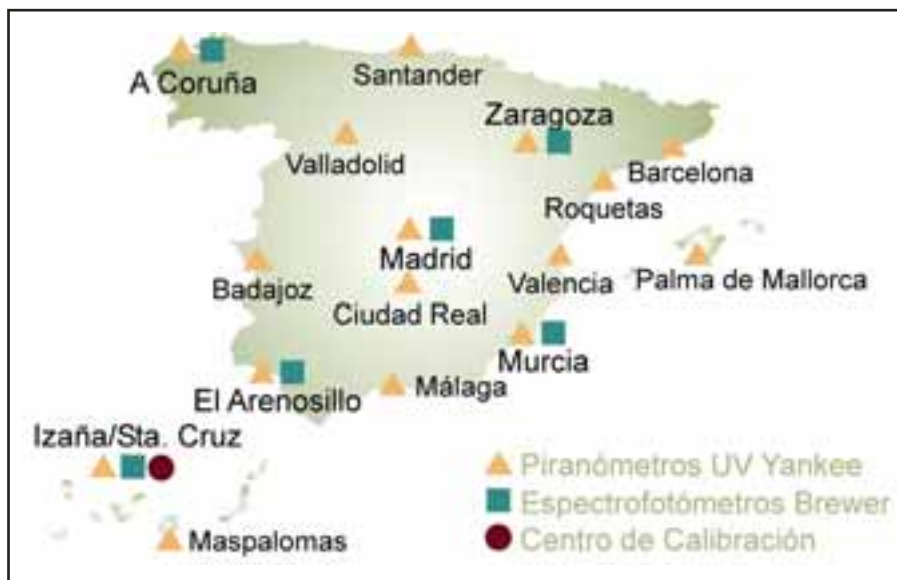 A Coruña
Santander
Zaragoza
Valladolid
Barcelona
Roquetas
Madrid
Badajoz
Valencia
Palma de Mallorca
Ciudad Real
Murcia
El Arenosillo
Málaga
Izaña/Sta. Cruz
Piranómetros UV Yankee
Espectrofotómetros Brewer
Centro de Calibración
Maspalomas